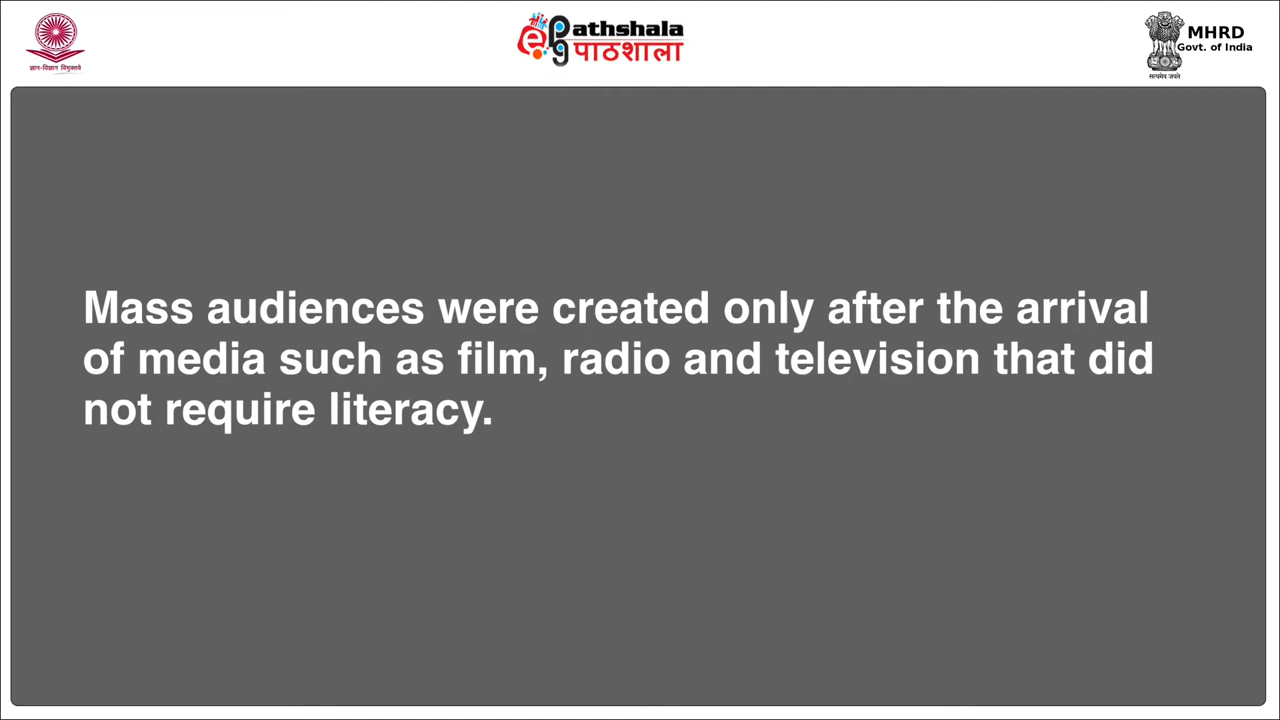 ज्ञान-विज्ञान विमुक्तये
ePG Pathshala
पाठशाला
MHRD
Govt. of India
सत्यमेव जयते
Mass audiences were created only after the arrival
of media such as film, radio and television that did
not require literacy.